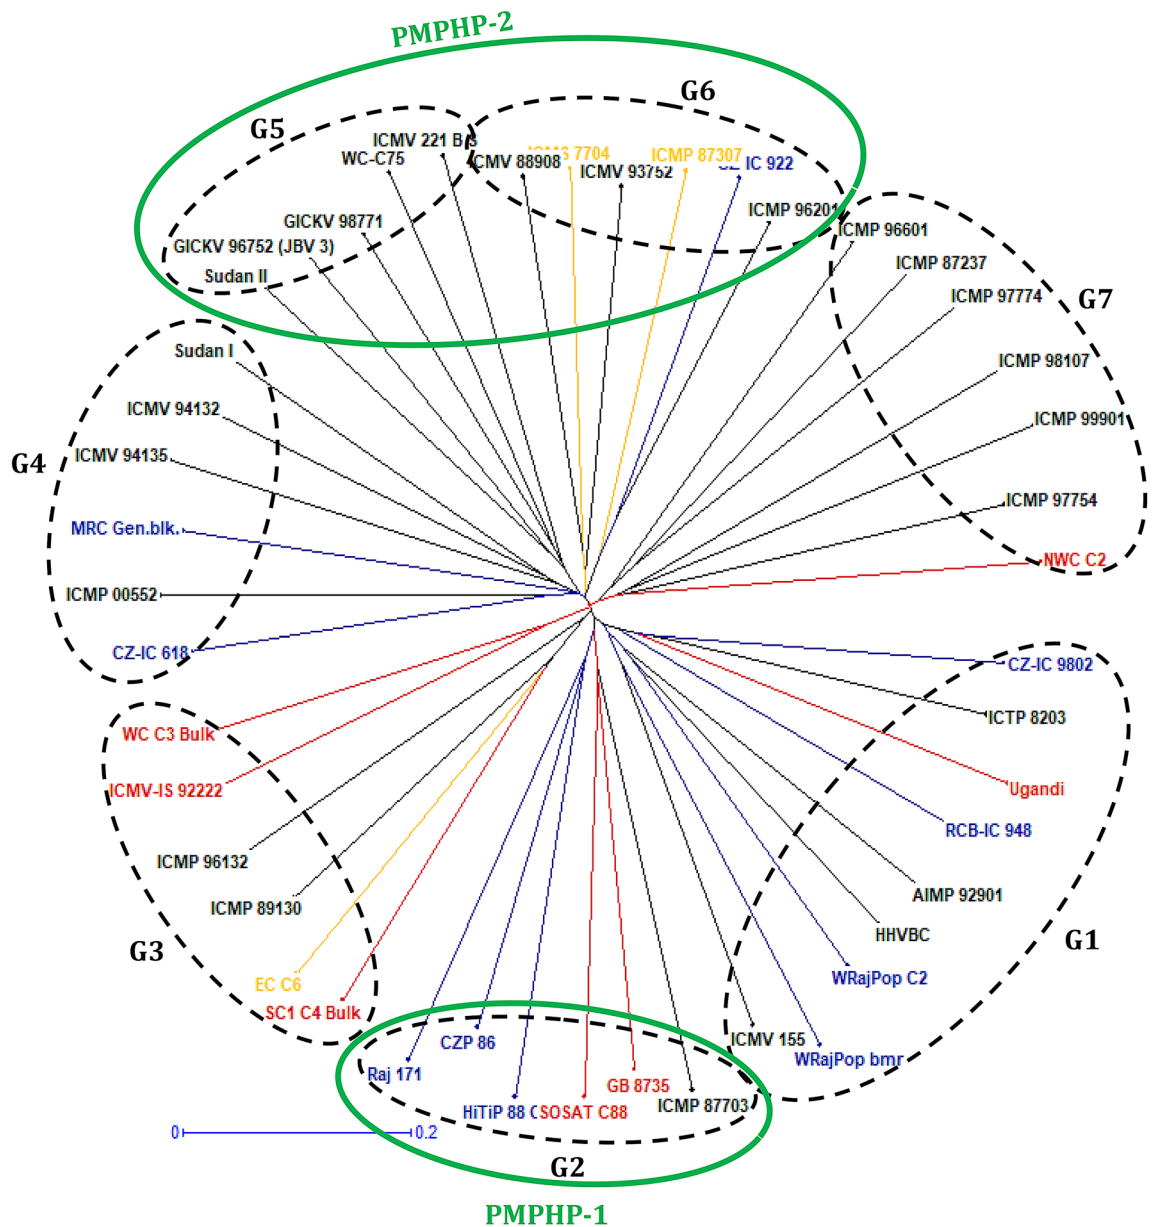 PMPHP-2
G6
G5
ICMV 221 B 3
WC-C75
ICMV 88908
7704
ICMV 93752
ICMP 87307
IC 922
ICMP 96201
GICKV 98771
GICKV 96752 (JBV 3)
Sudan II
ICMP 96601
ICMP 87237
ICMP 97774
G7
ICMP 98107
ICMP 99901
ICMP 97754
NWC C2
Sudan I
ICMV 94132
ICMV 94135
G4
MRC Gen.blk.
ICMP 00552
CZ-IC 618
CZ-IC 9802
ICTP 8203
Ugandi
RCB-IC 948
AIMP 92901
HHVBC
G1
WRajPop C2
WRajPop bmr
ICMV 155
WC C3 Bulk
ICMV-IS 92222
ICMP 96132
ICMP 89130
G3
EC C6
SC1 C4 Bulk
CZP 86
Raj 171
GB 8735
HiTiP 88 C
SOSAT C88
ICMP 87703
0
0.2
G2
PMPHP-1